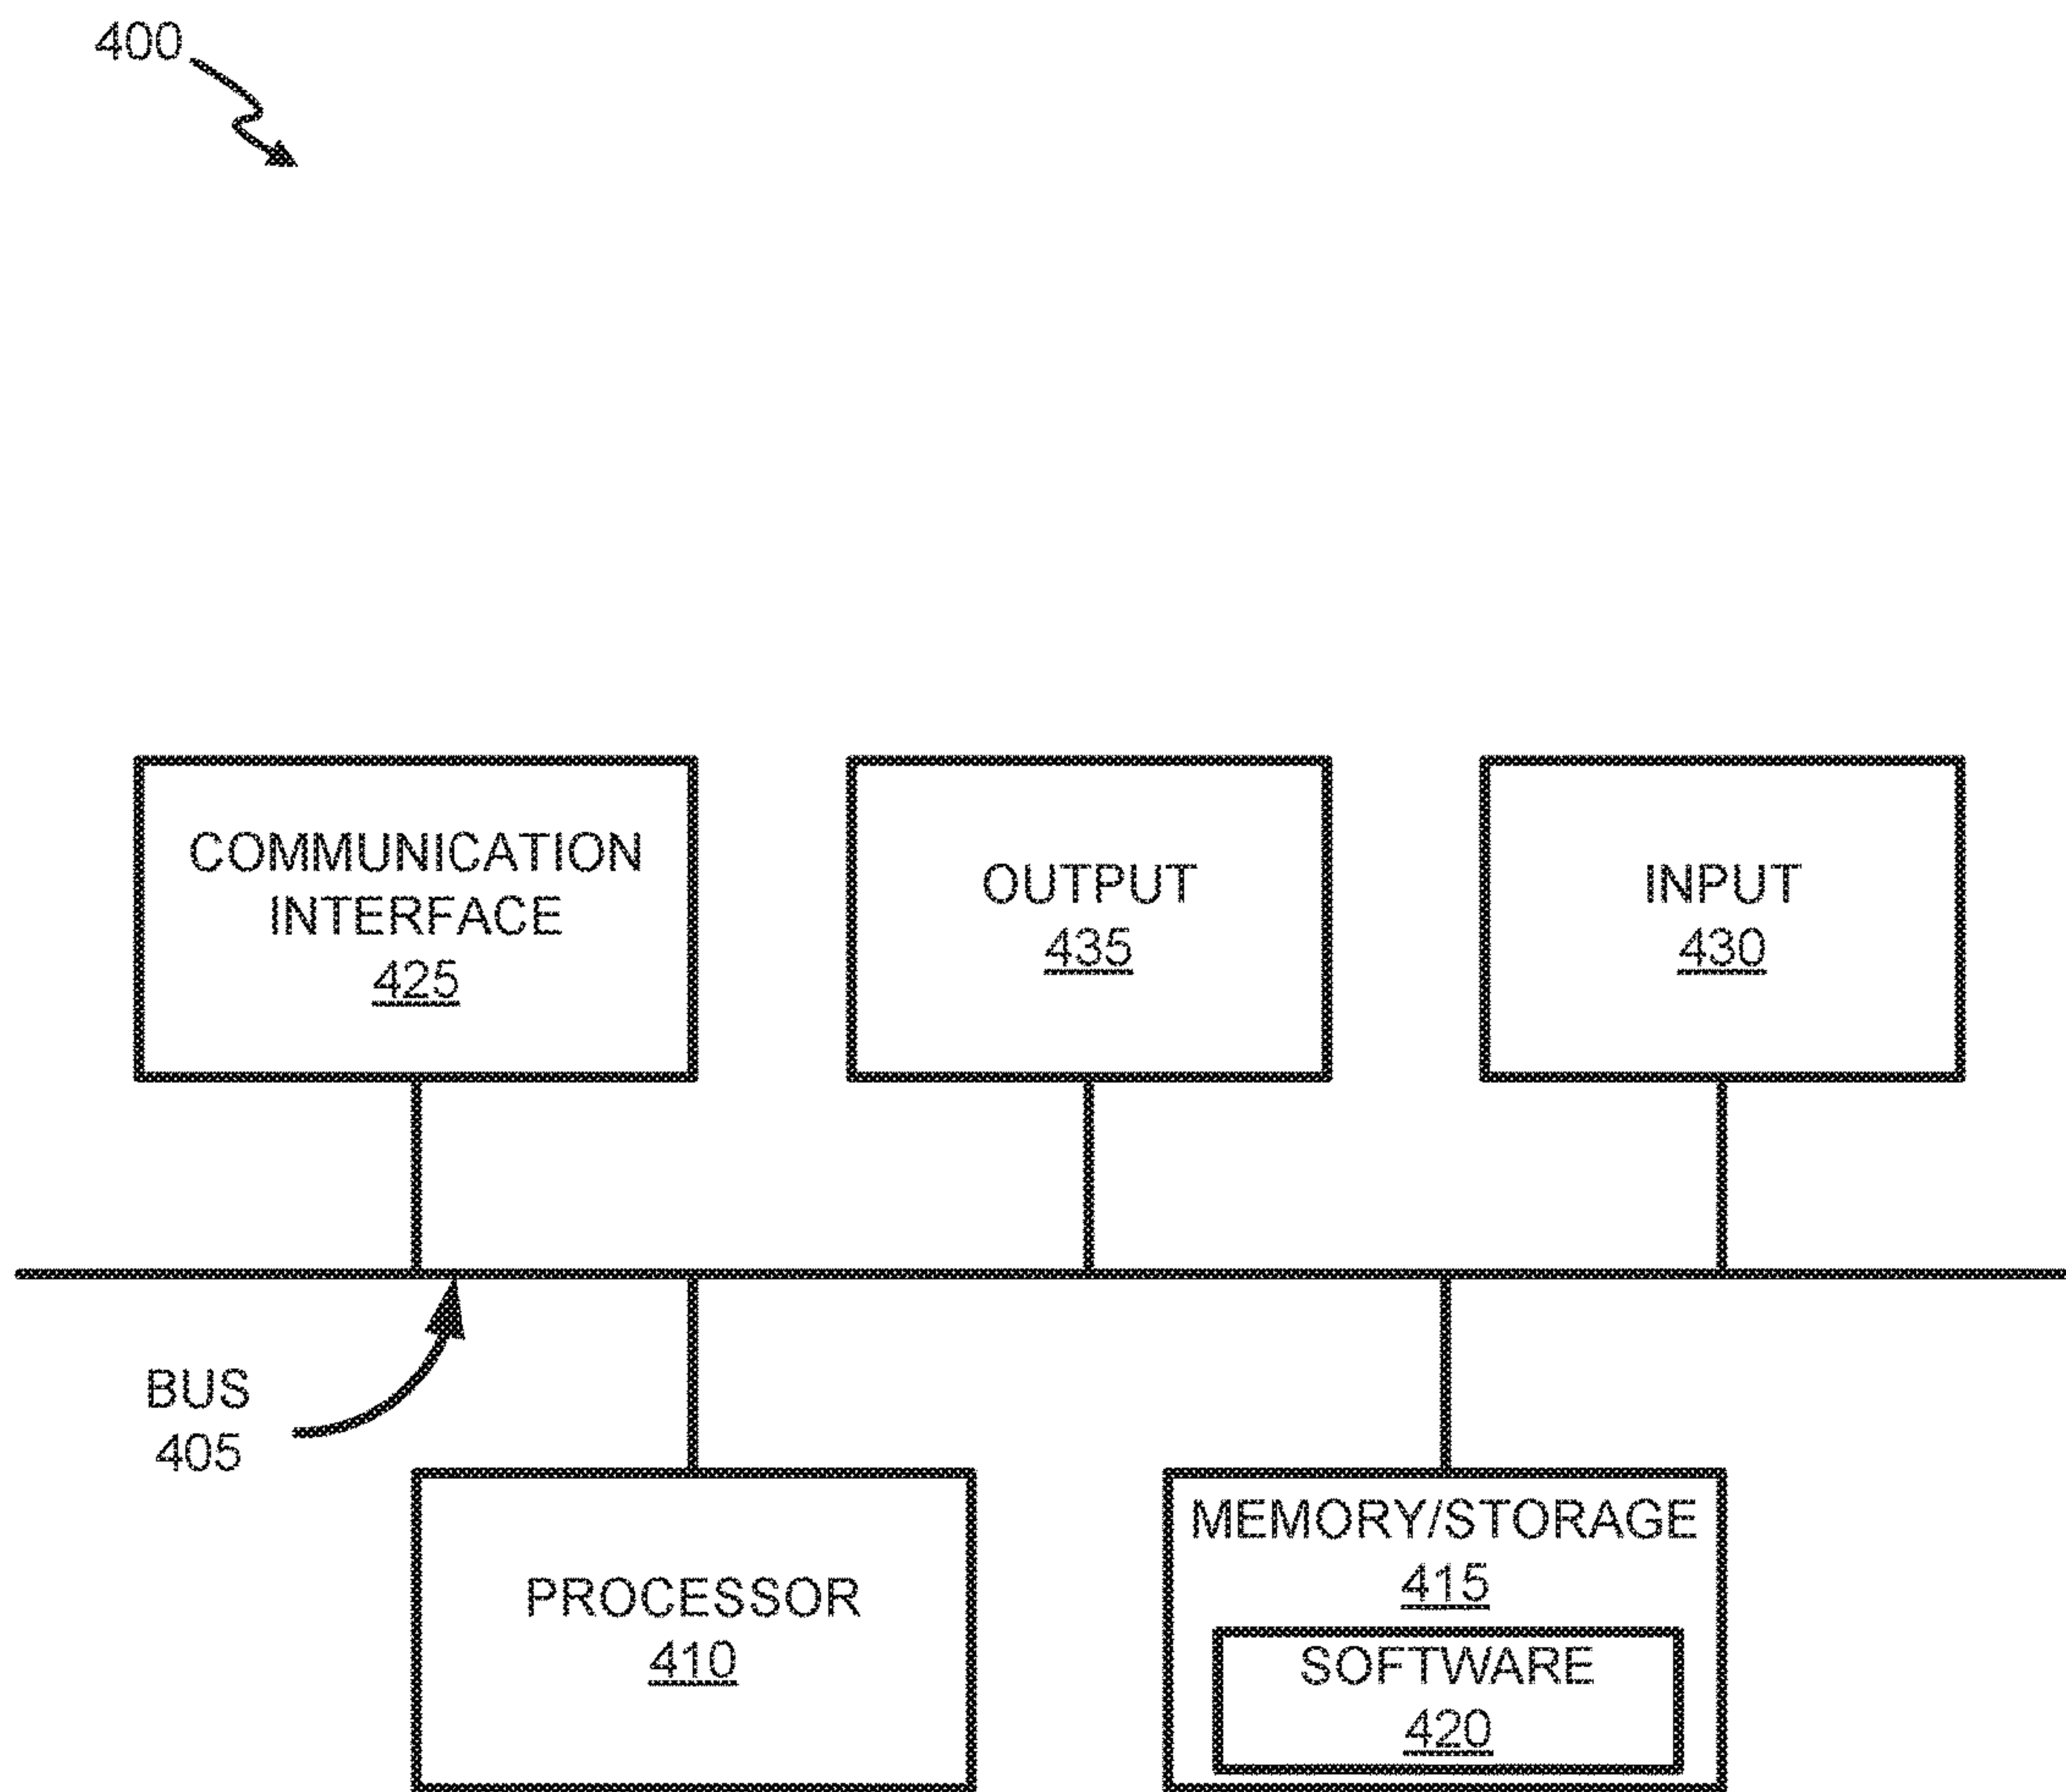 400
COMMUNICATION
INTERFACE
425
OUTPUT
435
INPUT
430
BUS
405
PROCESSOR
410
MEMORY/STORAGE
415
SOFTWARE
420